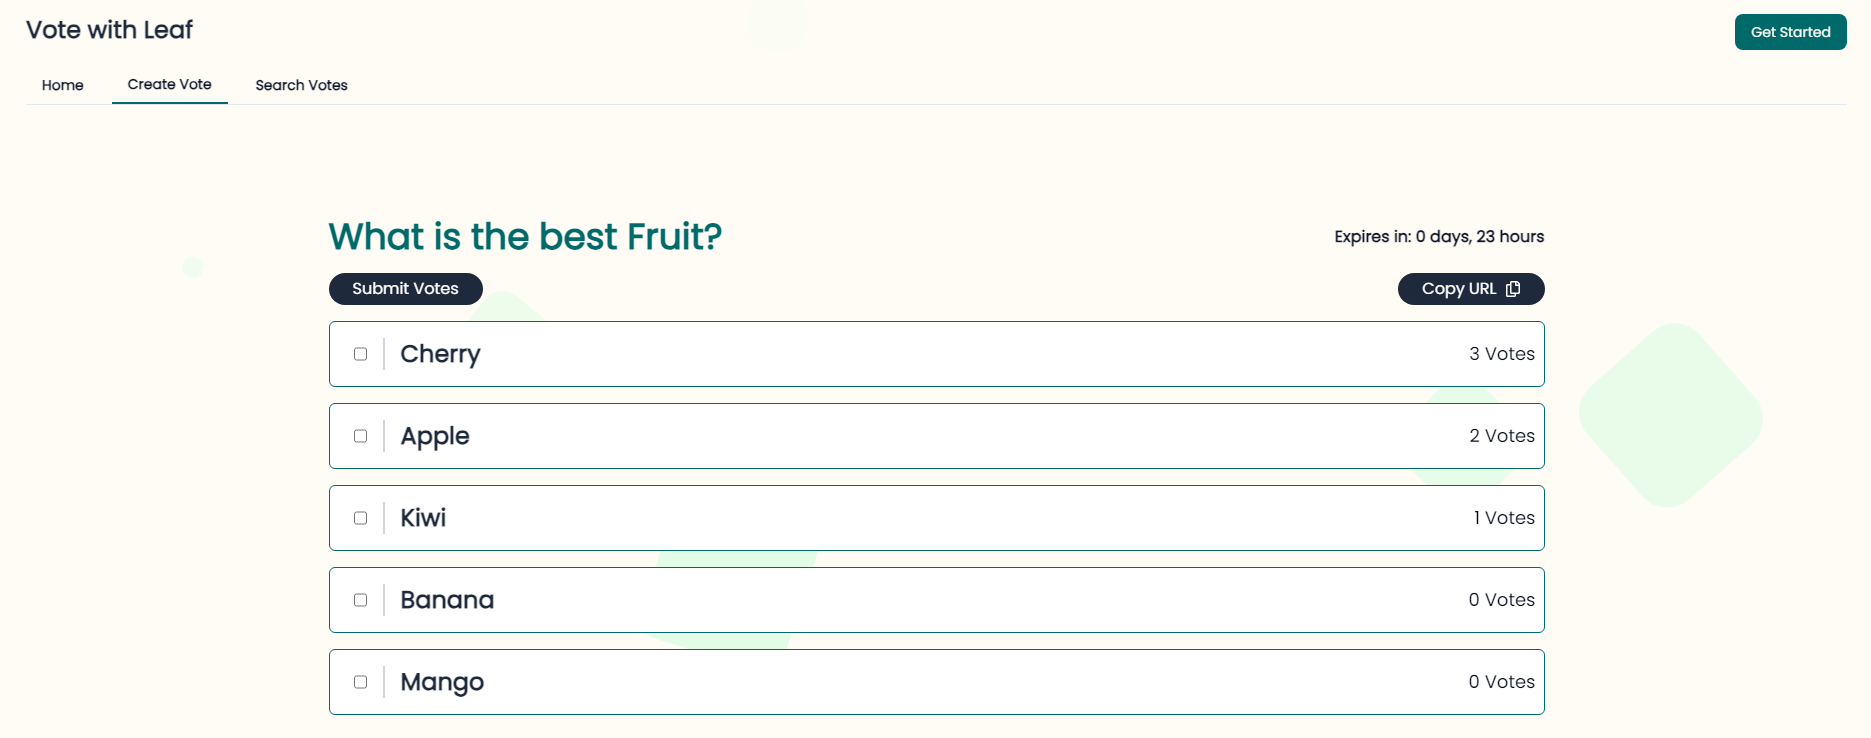 Vote with Leaf
Get Started
Home
Create Vote
Search Votes
What is the best Fruit?
Expires in: 0 days, 23 hours
Submit Votes
Copy URL
Cherry
3 Votes
Apple
2 Votes
Kiwi
1 Votes
Banana
0 Votes
Mango
0 Votes